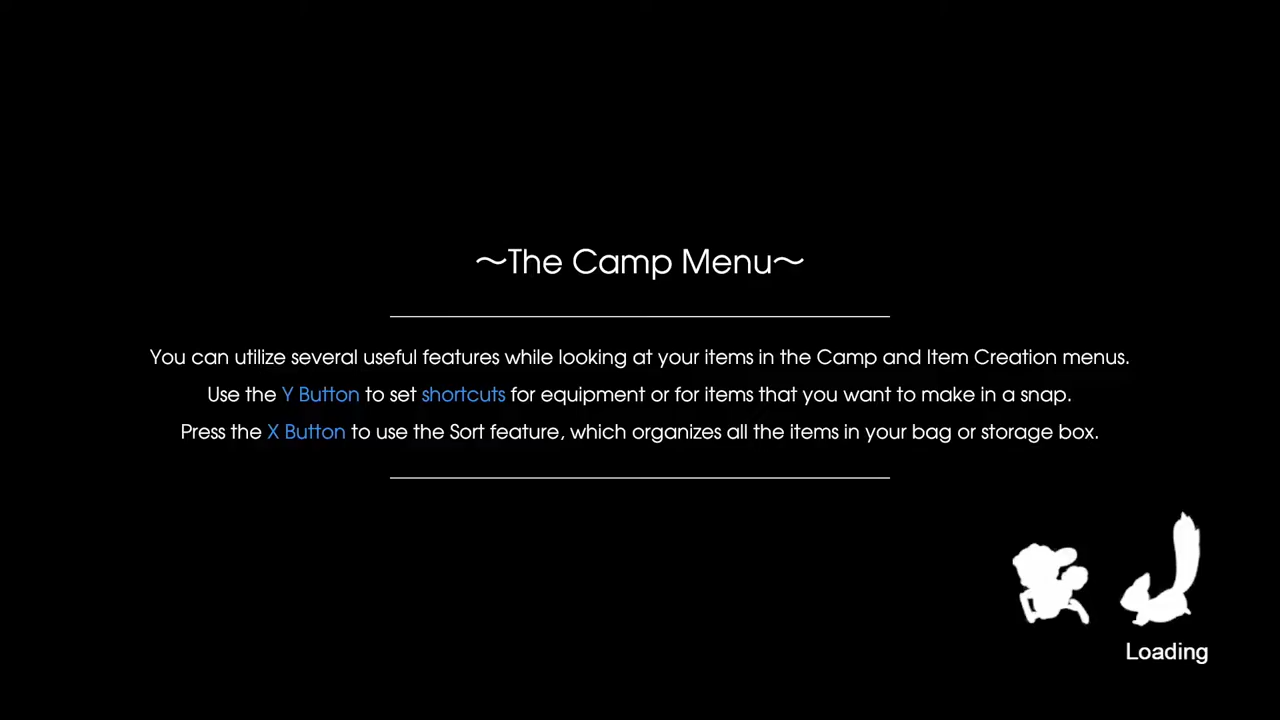 ～The Camp Menu～
You can utilize several useful features while looking at your items in the Camp and Item Creation menus.
Use the Y Button to set shortcuts for equipment or for items that you want to make in a snap.
Press the X Button to use the Sort feature, which organizes all the items in your bag or storage box.
Loading